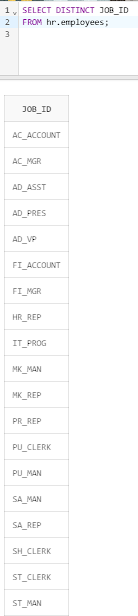 1 SELECT DISTINCT JOB_ID
2 FROM hr.employees;
3
JOB_ID
AC_ACCOUNT
AC_MGR
AD_ASST
AD_PRES
AD_VP
FI_ACCOUNT
FI_MGR
HR_REP
IT_PROG
MK_MAN
MK_REP
PR_REP
PU_CLERK
PU_MAN
SA_MAN
SA_REP
SH_CLERK
ST_CLERK
ST_MAN